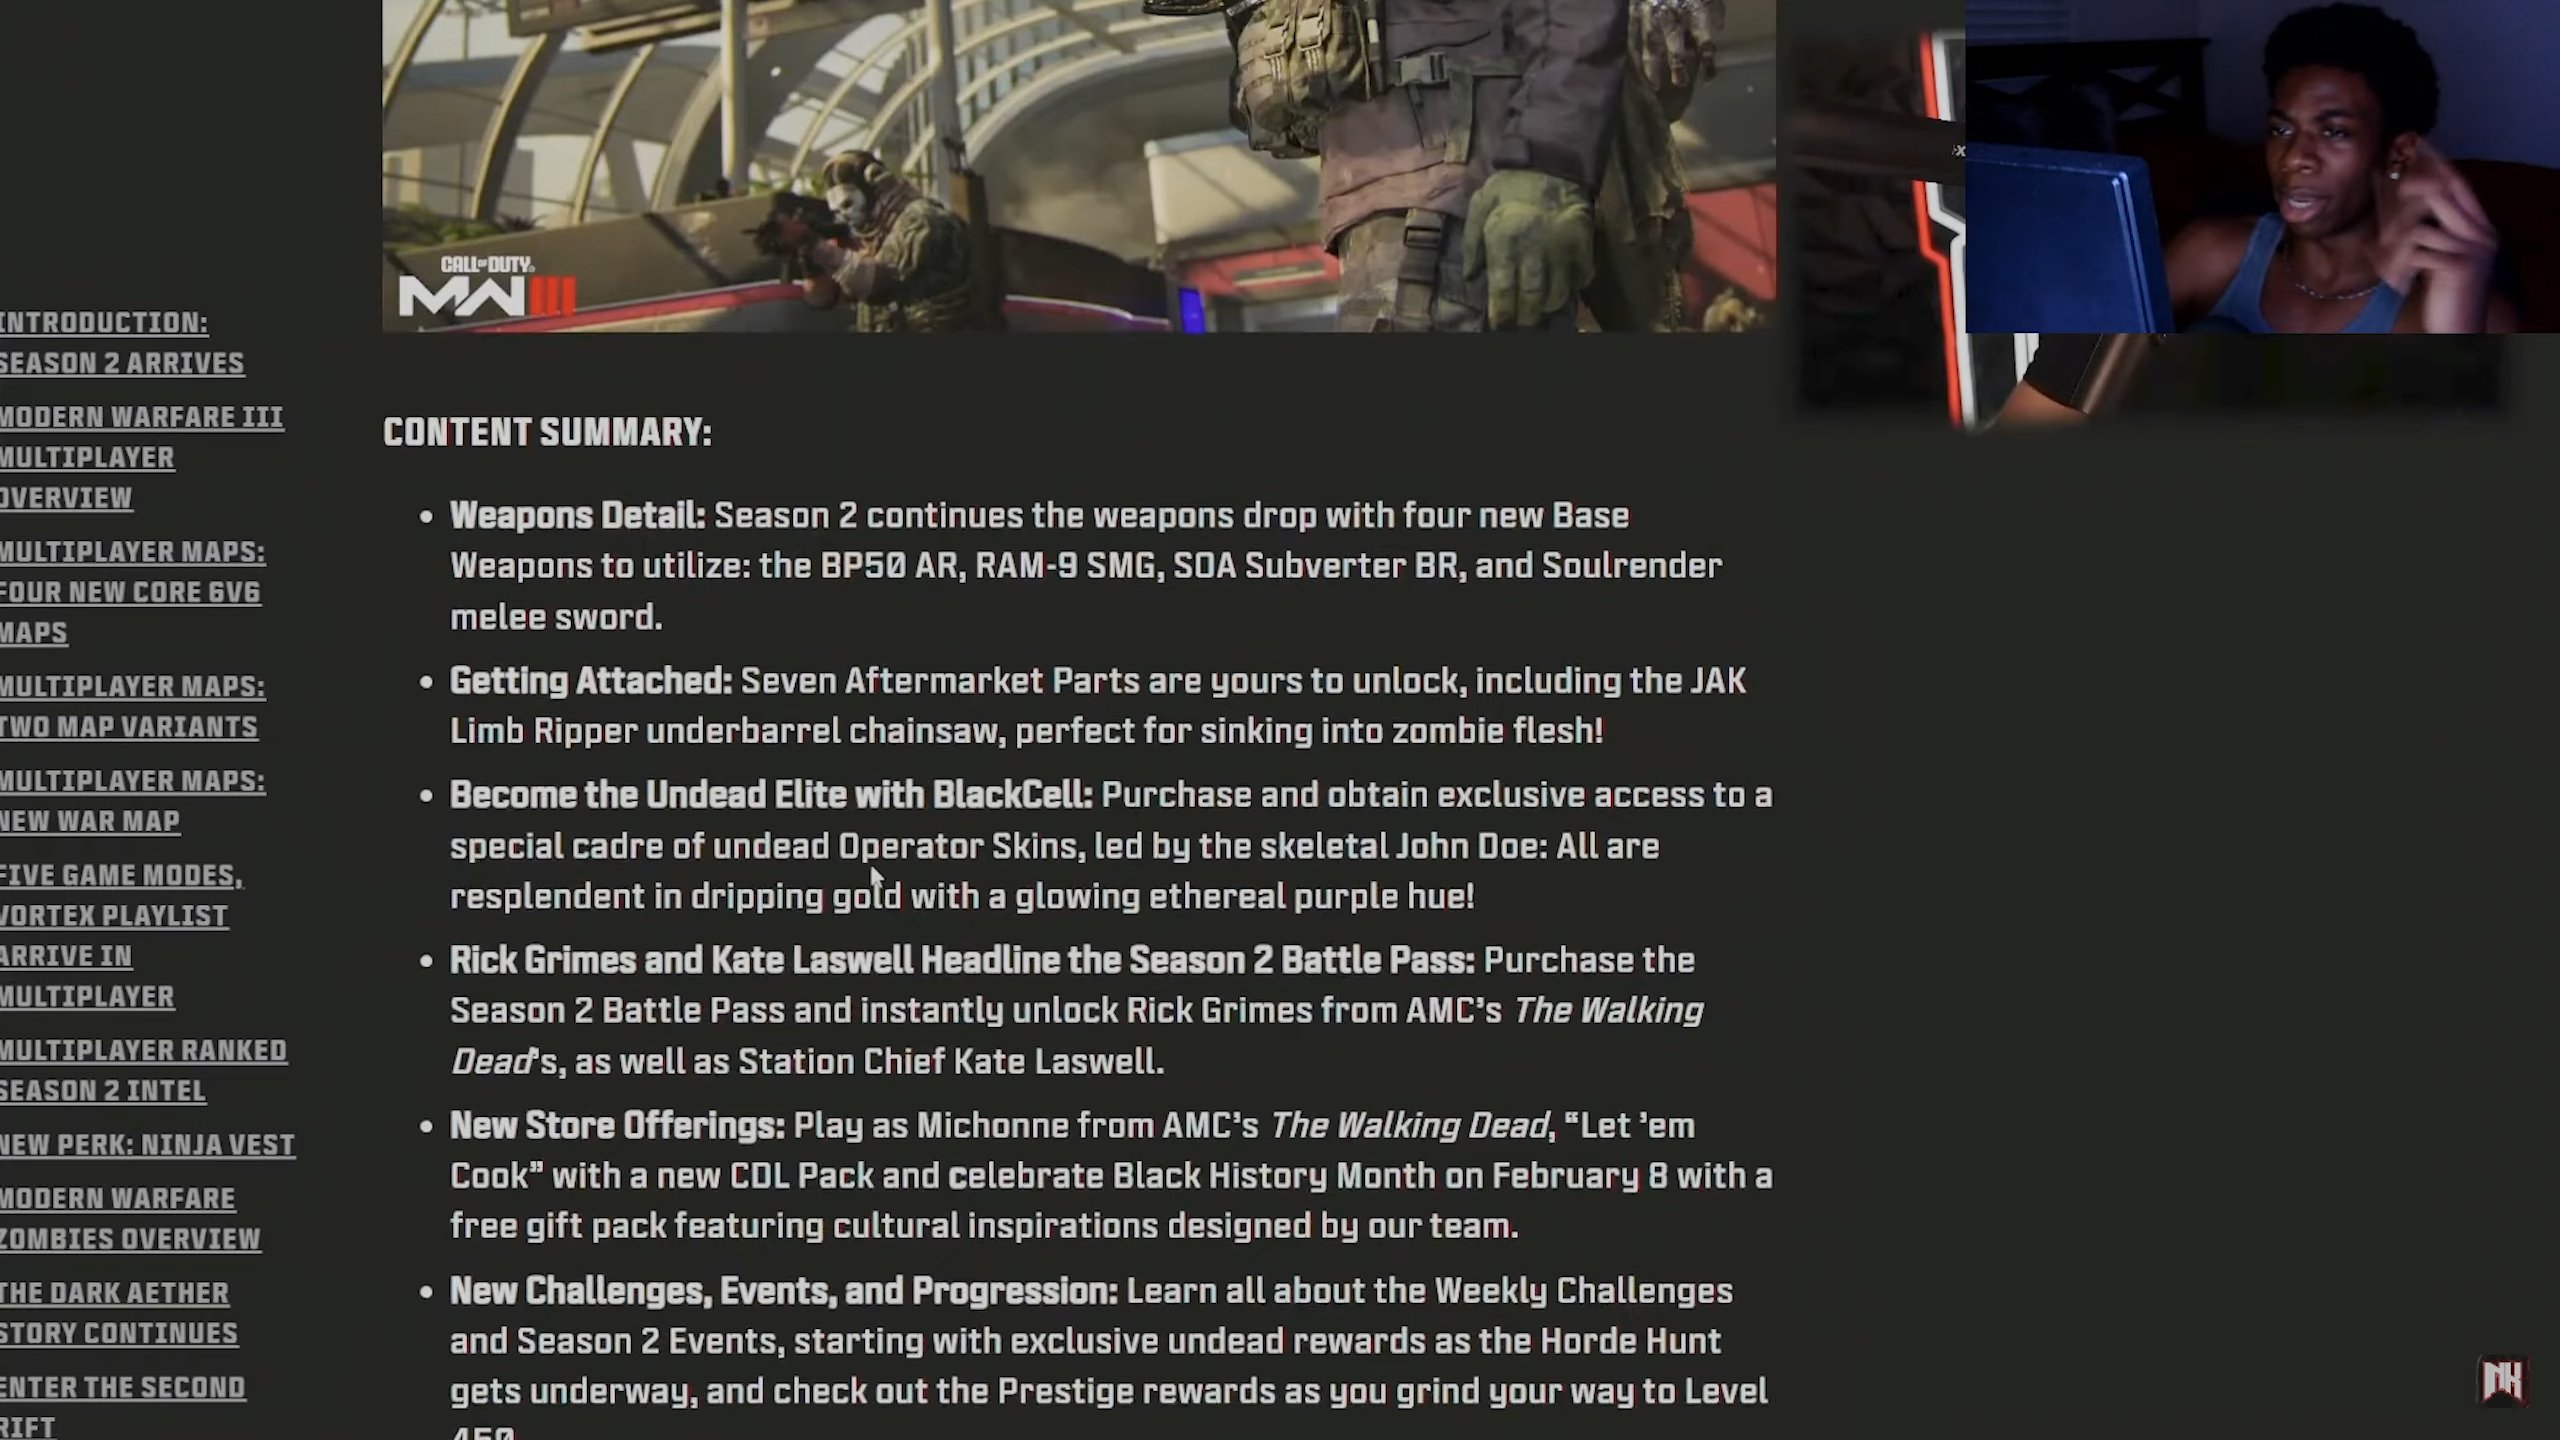 CALL OF DUTY
MW III
INTRODUCTION:
SEASON 2 ARRIVES
MODERN WARFARE III
MULTIPLAYER
OVERVIEW
MULTIPLAYER MAPS:
FOUR NEW CORE 6V6
MAPS
MULTIPLAYER MAPS:
TWO MAP VARIANTS
MULTIPLAYER MAPS:
NEW WAR MAP
FIVE GAME MODES,
VORTEX PLAYLIST
ARRIVE IN
MULTIPLAYER
MULTIPLAYER RANKED
SEASON 2 INTEL
NEW PERK: NINJA VEST
MODERN WARFARE
ZOMBIES OVERVIEW
THE DARK AETHER
STORY CONTINUES
ENTER THE SECOND
RIFT
CONTENT SUMMARY:
• Weapons Detail: Season 2 continues the weapons drop with four new Base
Weapons to utilize: the BP50 AR, RAM-9 SMG, SOA Subverter BR, and Soulrender
melee sword.
• Getting Attached: Seven Aftermarket Parts are yours to unlock, including the JAK
Limb Ripper underbarrel chainsaw, perfect for sinking into zombie flesh!
• Become the Undead Elite with BlackCell: Purchase and obtain exclusive access to a
special cadre of undead Operator Skins, led by the skeletal John Doe: All are
resplendent in dripping gold with a glowing ethereal purple hue!
• Rick Grimes and Kate Laswell Headline the Season 2 Battle Pass: Purchase the
Season 2 Battle Pass and instantly unlock Rick Grimes from AMC’s The Walking
Dead’s, as well as Station Chief Kate Laswell.
• New Store Offerings: Play as Michonne from AMC’s The Walking Dead, “Let ’em
Cook” with a new CDL Pack and celebrate Black History Month on February 8 with a
free gift pack featuring cultural inspirations designed by our team.
• New Challenges, Events, and Progression: Learn all about the Weekly Challenges
and Season 2 Events, starting with exclusive undead rewards as the Horde Hunt
gets underway, and check out the Prestige rewards as you grind your way to Level
450
NK